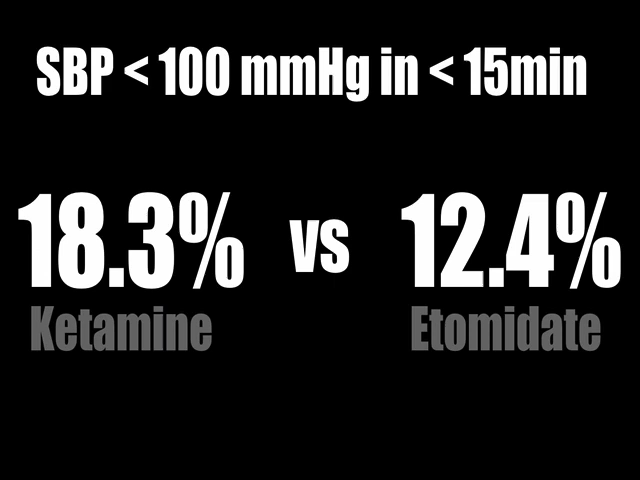 SBP < 100 mmHg in < 15min
18.3% vs 12.4%
Ketamine Etomidate